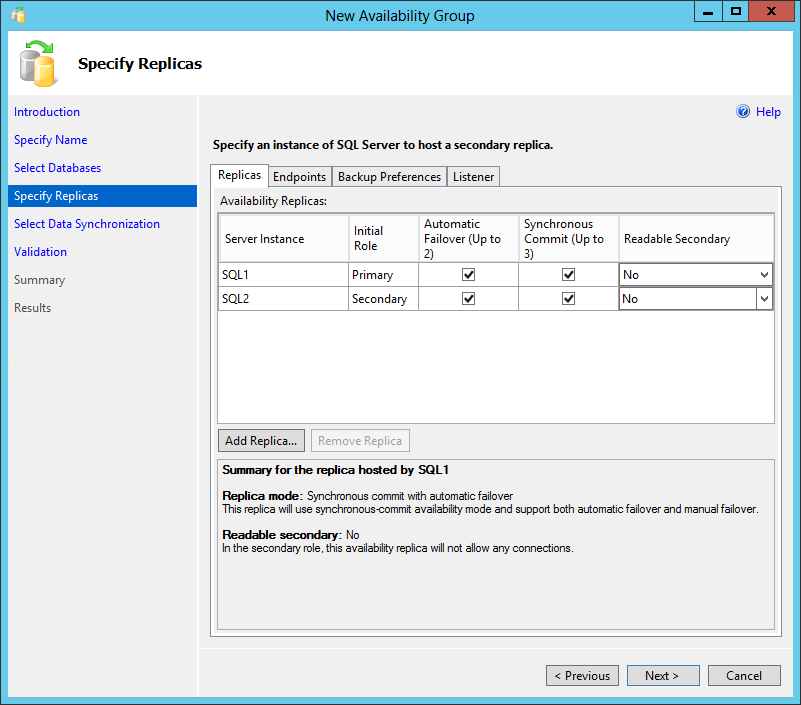 New Availability Group
Specify Replicas
Introduction
Specify Name
Select Databases
Specify Replicas
Select Data Synchronization
Validation
Summary
Results
Help
Specify an instance of SQL Server to host a secondary replica.
Replicas Endpoints Backup Preferences Listener
Availability Replicas:
Server Instance
Initial
Role
Automatic
Failover (Up to
2)
Synchronous
Commit (Up to
3)
Readable Secondary
SQL1 Primary No
SQL2 Secondary No
Add Replica... Remove Replica
Summary for the replica hosted by SQL1
Replica mode: Synchronous commit with automatic failover
This replica will use synchronous-commit availability mode and support both automatic failover and manual failover.
Readable secondary: No
In the secondary role, this availability replica will not allow any connections.
< Previous Next > Cancel